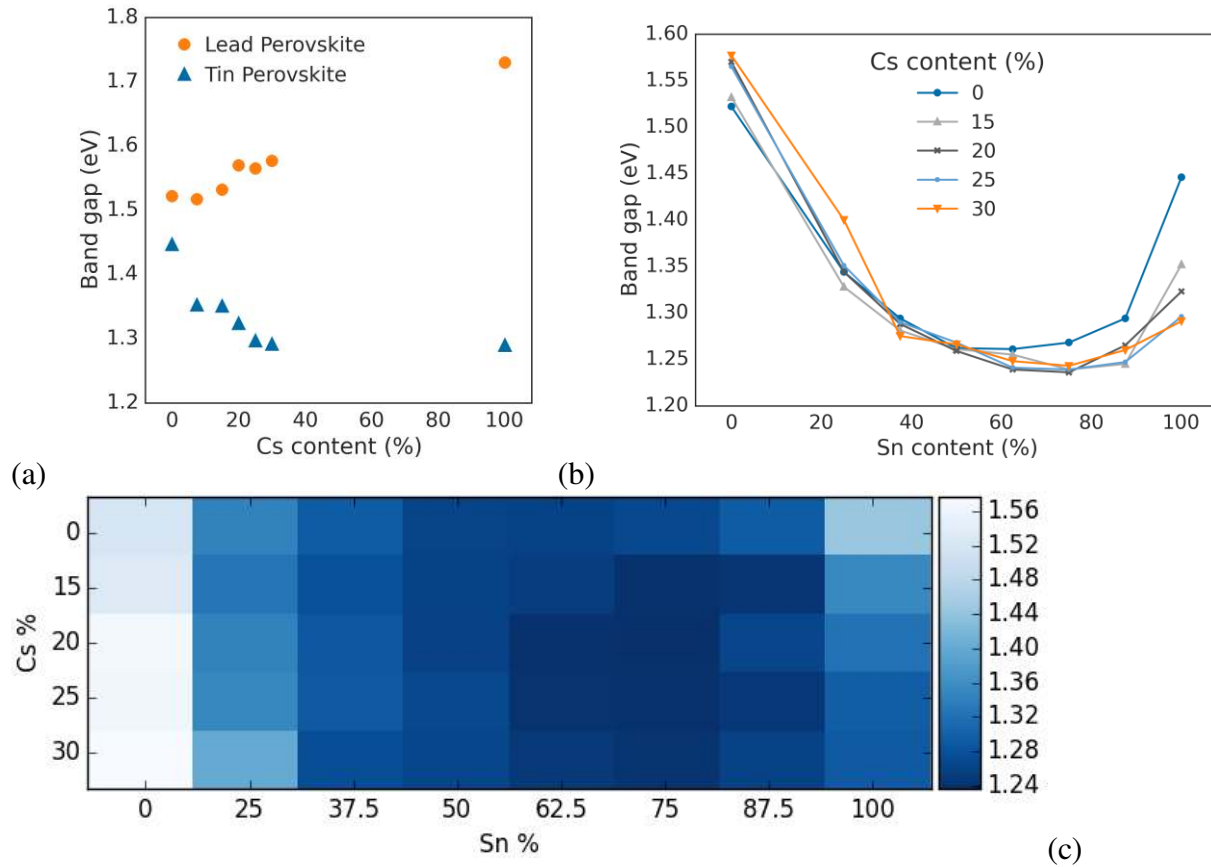 1.8
1.7
1.6
1.5
1.4
1.3
1.2
Band gap (eV)
Lead Perovskite
Tin Perovskite
0 20 40 60 80 100
Cs content (%)
(a)
1.60
1.55
1.50
1.45
1.40
1.35
1.30
1.25
1.20
Band gap (eV)
Cs content (%)
0
15
20
25
30
0 20 40 60 80 100
Sn content (%)
(b)
Cs %
0
15
20
25
30
0 25 37.5 50 62.5 75 87.5 100
Sn %
1.56
1.52
1.48
1.44
1.40
1.36
1.32
1.28
1.24
(c)